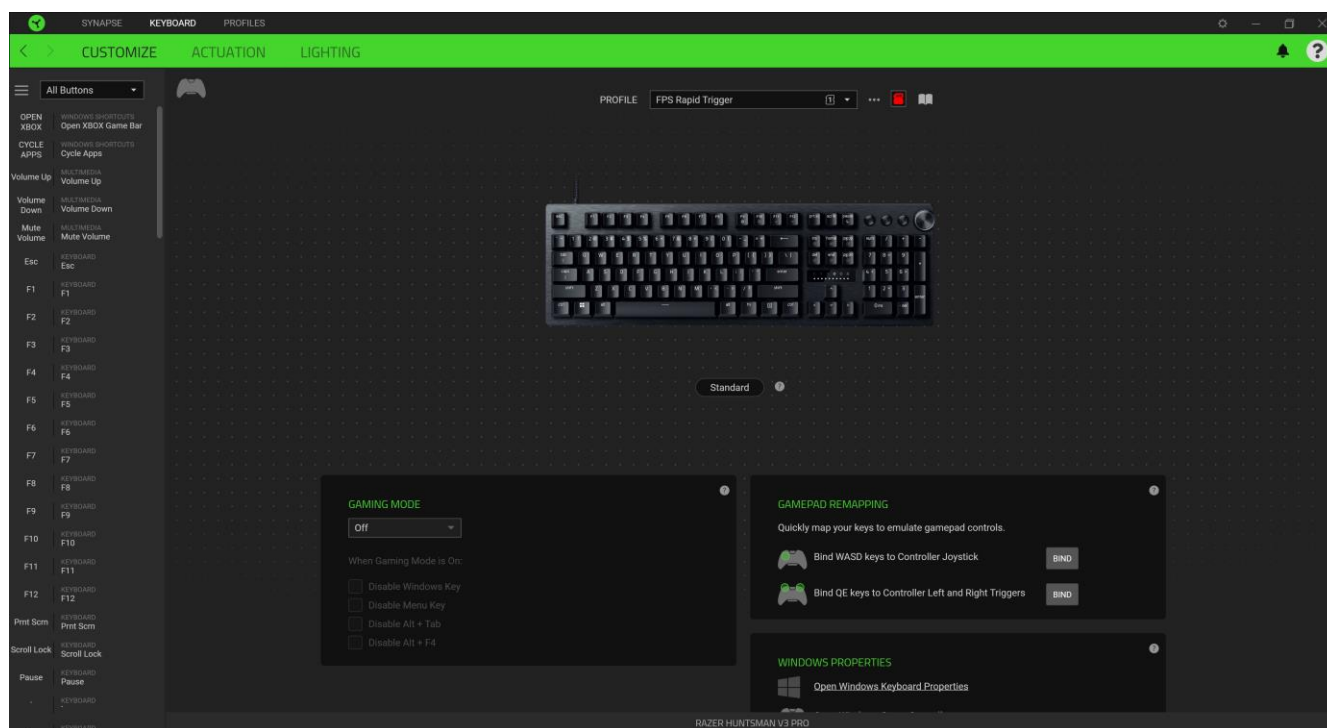 SYNAPSE KEYBOARD PROFILES
CUSTOMIZE ACTUATION LIGHTING
All Buttons
PROFILE FPS Rapid Trigger 1
OPEN XBOX
WINDOWS SHORTCUTS
Open XBOX Game Bar
CYCLE APPS
WINDOWS SHORTCUTS
Cycle Apps
Volume Up
MULTIMEDIA
Volume Up
Volume Down
MULTIMEDIA
Volume Down
Mute Volume
MULTIMEDIA
Mute Volume
Esc
KEYBOARD
Esc
F1
KEYBOARD
F1
F2
KEYBOARD
F2
F3
KEYBOARD
F3
F4
KEYBOARD
F4
F5
KEYBOARD
F5
F6
KEYBOARD
F6
F7
KEYBOARD
F7
F8
KEYBOARD
F8
F9
KEYBOARD
F9
F10
KEYBOARD
F10
F11
KEYBOARD
F11
F12
KEYBOARD
F12
Prnt Scrn
KEYBOARD
Prnt Scrn
Scroll Lock
KEYBOARD
Scroll Lock
Pause
KEYBOARD
Pause
KEYBOARD
Standard
GAMING MODE
Off
When Gaming Mode is On:
Disable Windows Key
Disable Menu Key
Disable Alt + Tab
Disable Alt + F4
GAMEPAD REMAPPING
Quickly map your keys to emulate gamepad controls.
Bind WASD keys to Controller Joystick BIND
Bind QE keys to Controller Left and Right Triggers BIND
WINDOWS PROPERTIES
Open Windows Keyboard Properties
RAZER HUNTSMAN V3 PRO